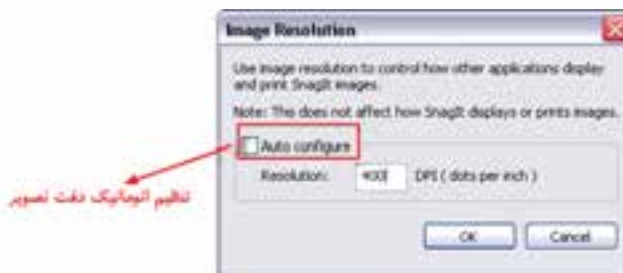 Image Resolution
Use image resolution to control how other applications display
and print SnagIt images.
Note: This does not affect how SnagIt displays or prints images.
Auto configure
Resolution: 400 DPI ( dots per inch )
تنظیم اتوماتیک دقت تصویر
OK Cancel